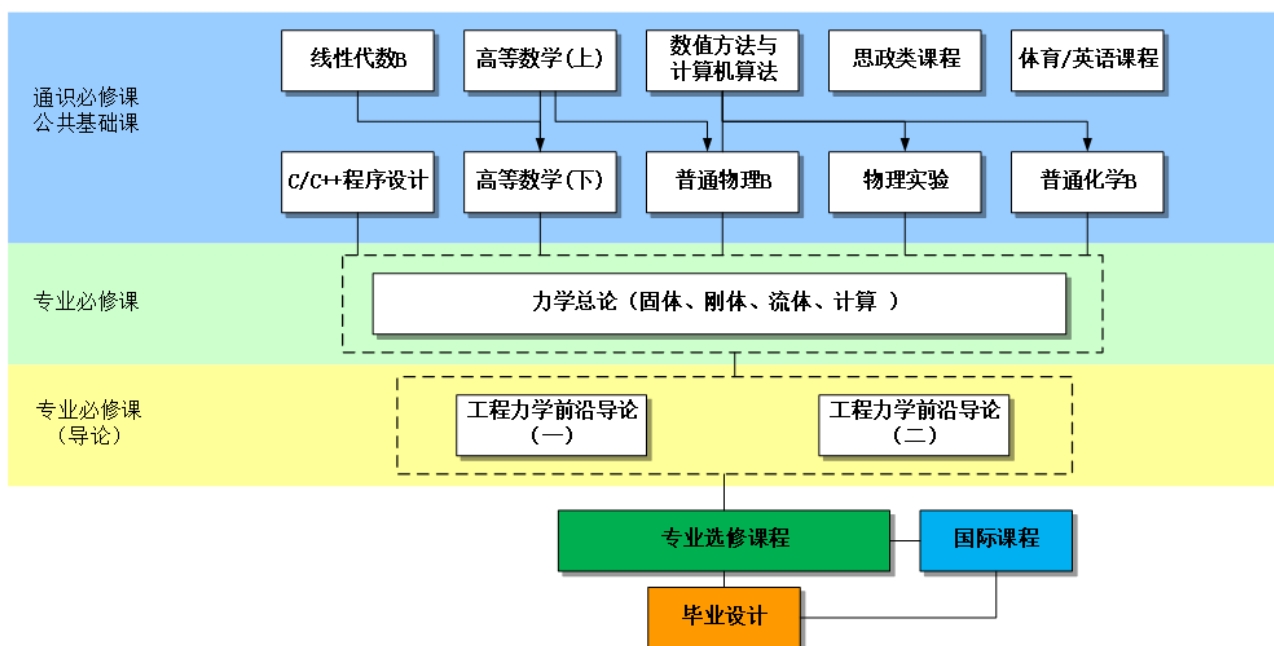 线性代数B
高等数学(上)
数值方法与
计算机算法
思政类课程
体育/英语课程
通识必修课
公共基础课
C/C++程序设计
高等数学(下)
普通物理B
物理实验
普通化学B
专业必修课
力学总论（固体、刚体、流体、计算 ）
专业必修课
（导论）
工程力学前沿导论
(一)
工程力学前沿导论
(二)
专业选修课程
国际课程
毕业设计